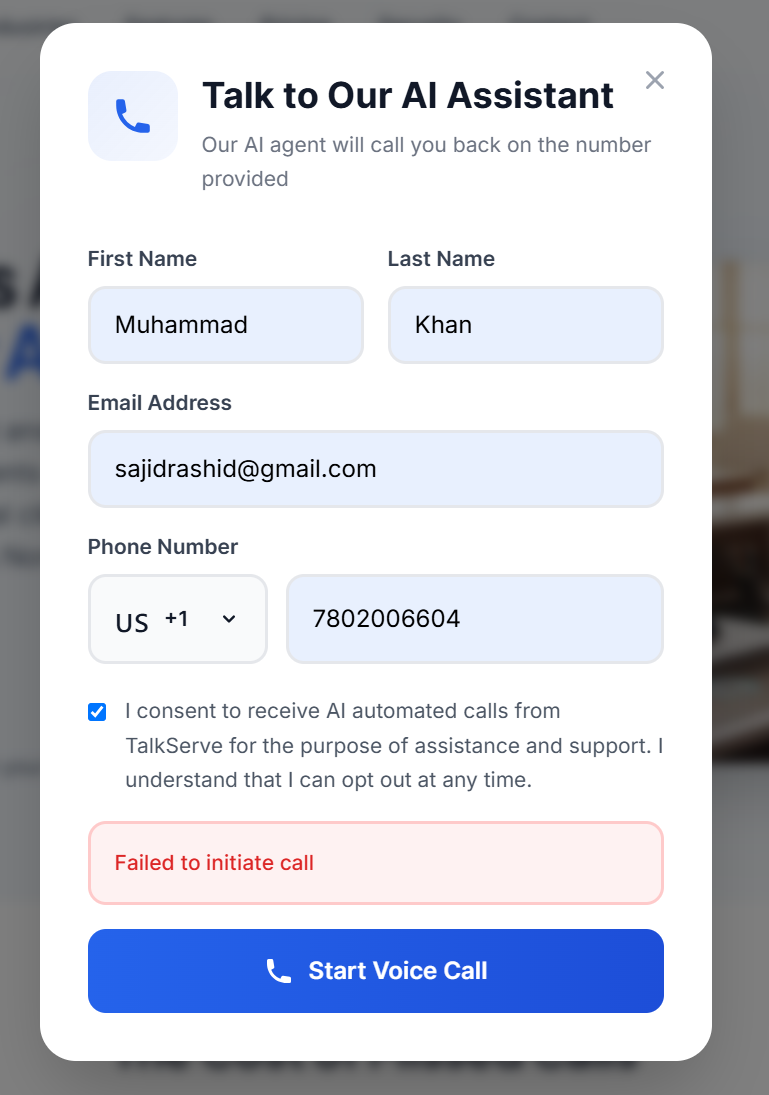 Talk to Our AI Assistant
Our AI agent will call you back on the number
provided
First Name
Last Name
Muhammad
Khan
Email Address
sajidrashid@gmail.com
Phone Number
US +1
7802006604
I consent to receive AI automated calls from
TalkServe for the purpose of assistance and support. I
understand that I can opt out at any time.
Failed to initiate call
Start Voice Call